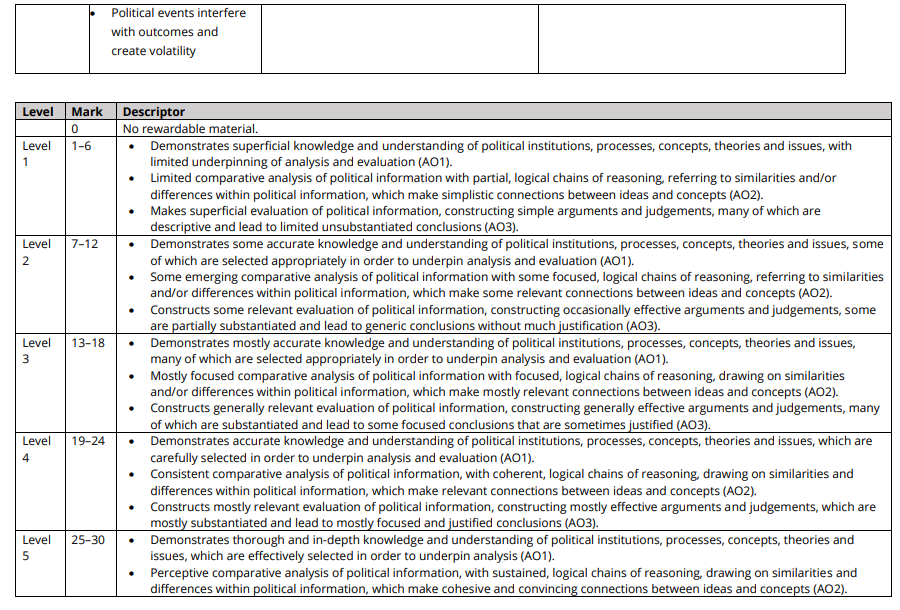 • Political events interfere
with outcomes and
create volatility
Level Mark Descriptor
0 No rewardable material.
Level 1–6 • Demonstrates superficial knowledge and understanding of political institutions, processes, concepts, theories and issues, with
1 limited underpinning of analysis and evaluation (AO1).
• Limited comparative analysis of political information with partial, logical chains of reasoning, referring to similarities and/or
differences within political information, which make simplistic connections between ideas and concepts (AO2).
• Makes superficial evaluation of political information, constructing simple arguments and judgements, many of which are
descriptive and lead to limited unsubstantiated conclusions (AO3).
Level 7–12 • Demonstrates some accurate knowledge and understanding of political institutions, processes, concepts, theories and issues, some
2 of which are selected appropriately in order to underpin analysis and evaluation (AO1).
• Some emerging comparative analysis of political information with some focused, logical chains of reasoning, referring to similarities
and/or differences within political information, which make some relevant connections between ideas and concepts (AO2).
• Constructs some relevant evaluation of political information, constructing occasionally effective arguments and judgements, some
are partially substantiated and lead to generic conclusions without much justification (AO3).
Level 13–18 • Demonstrates mostly accurate knowledge and understanding of political institutions, processes, concepts, theories and issues,
3 many of which are selected appropriately in order to underpin analysis and evaluation (AO1).
• Mostly focused comparative analysis of political information with focused, logical chains of reasoning, drawing on similarities
and/or differences within political information, which make mostly relevant connections between ideas and concepts (AO2).
• Constructs generally relevant evaluation of political information, constructing generally effective arguments and judgements, many
of which are substantiated and lead to some focused conclusions that are sometimes justified (AO3).
Level 19–24 • Demonstrates accurate knowledge and understanding of political institutions, processes, concepts, theories and issues, which are
4 carefully selected in order to underpin analysis and evaluation (AO1).
• Consistent comparative analysis of political information, with coherent, logical chains of reasoning, drawing on similarities and
differences within political information, which make relevant connections between ideas and concepts (AO2).
• Constructs mostly relevant evaluation of political information, constructing mostly effective arguments and judgements, which are
mostly substantiated and lead to mostly focused and justified conclusions (AO3).
Level 25–30 • Demonstrates thorough and in-depth knowledge and understanding of political institutions, processes, concepts, theories and
5 issues, which are effectively selected in order to underpin analysis (AO1).
• Perceptive comparative analysis of political information, with sustained, logical chains of reasoning, drawing on similarities and
differences within political information, which make cohesive and convincing connections between ideas and concepts (AO2).